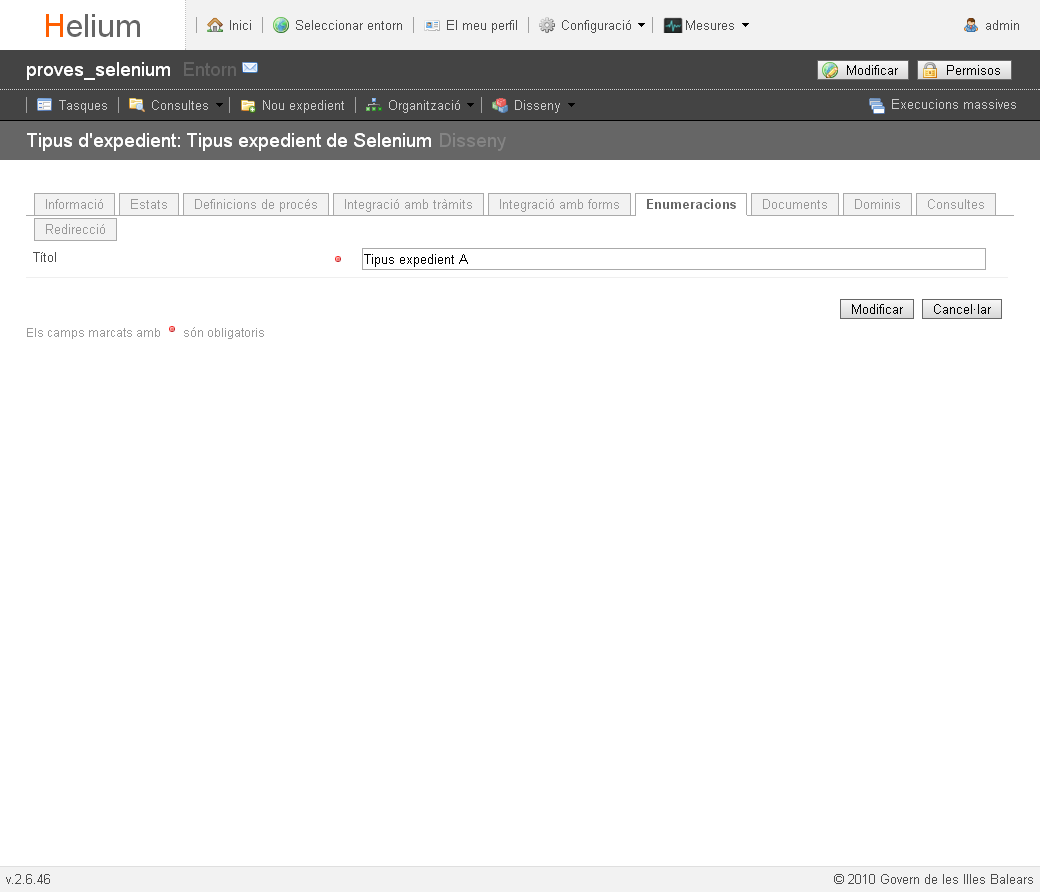 Helium
Inici
Seleccionar entorn
El meu perfil
Configuració
Mesures
admin
proves_selenium Entorn
Modificar
Permisos
Tasques
Consultes
Nou expedient
Organització
Disseny
Execucions massives
Tipus d'expedient: Tipus expedient de Selenium Disseny
Informació
Estats
Definicions de procés
Integració amb tràmits
Integració amb forms
Enumeracions
Documents
Dominis
Consultes
Redirecció
Títol
Tipus expedient A
Modificar
Cancel·lar
Els camps marcats amb són obligatoris
v.2.6.46
© 2010 Govern de les Illes Balears